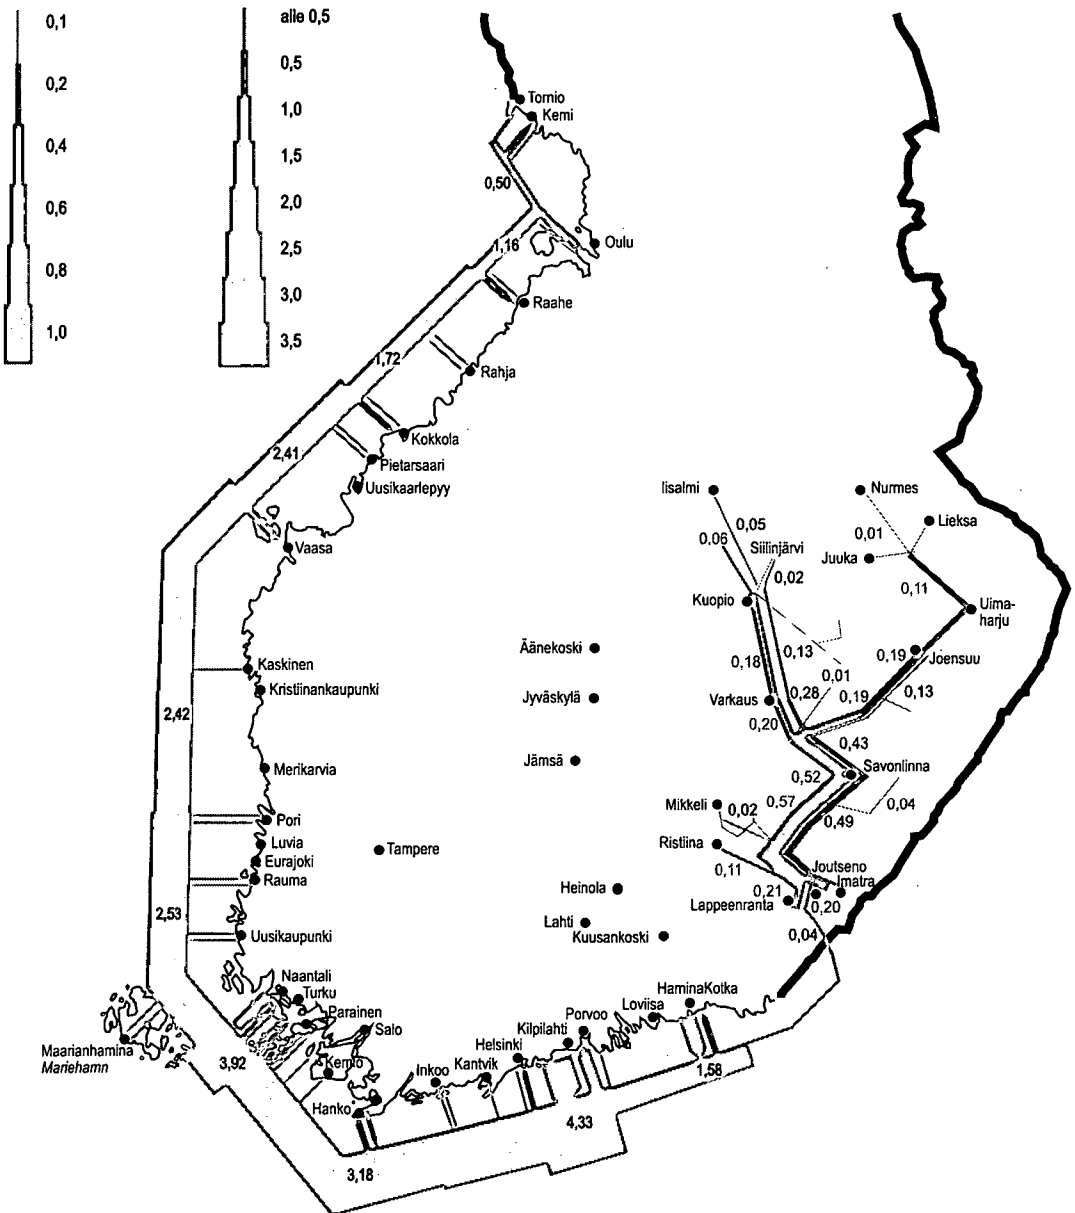 0,1
0,2
0,4
0,6
0,8
1,0
alle 0,5
0,5
1,0
1,5
2,0
2,5
3,0
3,5
Tornio
Kemi
0,50
Oulu
1,16
Raahe
1,72
Rahja
Kokkola
2,41
Pietarsaari
Uusikaarlepyy
Vaasa
Iisalmi
Nurmes
0,05
Lieksa
0,06
0,01
Siilinjärvi
Juuka
0,02
0,11
Kuopio
Uima-
harju
Äänekoski
0,13
0,19
Joensuu
0,18
0,01
Kaskinen
Kristiinankaupunki
Jyväskylä
Varkaus
0,28
0,19
0,13
2,42
0,20
0,43
Jämsä
Merikarvia
0,52
Savonlinna
Mikkeli
0,57
0,04
0,02
0,49
Pori
Luvia
Ristiina
Tampere
Eurajoki
0,11
Joutseno
Rauma
Imatra
Heinola
0,21
Lappeenranta
0,20
2,53
Lahti
Kuusankoski
0,04
Uusikaupunki
Naantali
Turku
Parainen
Salo
Kemiö
Maarianhamina
Mariehamn
3,92
Hanko
Inkoo
Kantvik
Helsinki
Kilpilahti
Porvoo
Loviisa
Hamina
Kotka
1,58
4,33
3,18